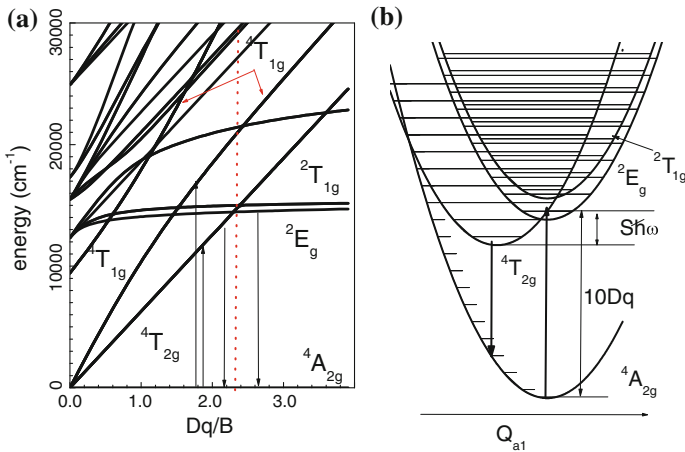 (a)
energy (cm⁻¹)
30000
20000
10000
0
0.0
1.0
2.0
3.0
Dq/B
⁴T₁g
²T₁g
²Eg
⁴T₁g
⁴T₂g
⁴A₂g
(b)
²T₁g
²Eg
Sħω
⁴T₂g
10Dq
⁴A₂g
Qa1